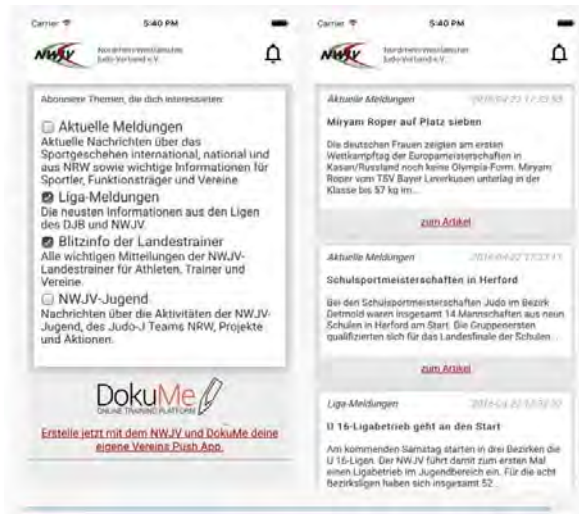 Carrier 5:40 PM
NWJV Nordrhein-Westfälischer
Judo-Verband e.V.
Abonniere Themen, die dich interessieren:
Aktuelle Meldungen
Aktuelle Nachrichten über das
Sportgeschehen international, national und
aus NRW sowie wichtige Informationen für
Sportler, Funktionsträger und Vereine
Liga-Meldungen
Die neusten Informationen aus den Ligen
des DJB und NWJV.
Blitzinfo der Landestrainer
Alle wichtigen Mitteilungen der NWJV-
Landestrainer für Athleten, Trainer und
Vereine.
NWJV-Jugend
Nachrichten über die Aktivitäten der NWJV-
Jugend, des Judo-J Teams NRW, Projekte
und Aktionen.
DokuMe
ONLINE TRAINING PLATFORM
Erstelle jetzt mit dem NWJV und DokuMe deine
eigene Vereins Push App.
Carrier 5:40 PM
NWJV Nordrhein-Westfälischer
Judo-Verband e.V.
Aktuelle Meldungen
Miryam Roper auf Platz sieben
Die deutschen Frauen zeigten am ersten
Wettkampftag der Europameisterschaften in
Kasan/Russland noch keine Olympia-Form. Miryam
Roper vom TSV Bayer Leverkusen unterlag in der
Klasse bis 57 kg im...
zum Artikel
Aktuelle Meldungen
Schulsportmeisterschaften in Herford
Bei den Schulsportmeisterschaften Judo im Bezirk
Detmold waren insgesamt 14 Mannschaften aus neun
Schulen in Herford am Start. Die Gruppenersten
qualifizierten sich für das Landesfinale der Schulen...
zum Artikel
Liga-Meldungen
U 16-Ligabetrieb geht an den Start
Am kommenden Samstag starten in drei Bezirken die
U 16-Ligen. Der NWJV führt damit zum ersten Mal
einen Ligabetrieb im Jugendbereich ein. Für die acht
Bezirksligen haben sich insgesamt 52...